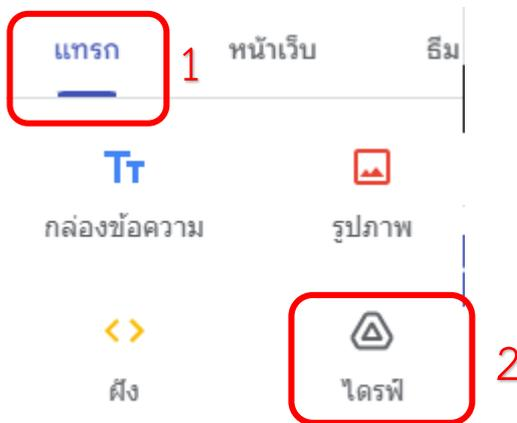 แทรก 1 หน้าเว็บ ธีม
Tт
กล่องข้อความ รูปภาพ
ฝัง ไดรฟ์ 2